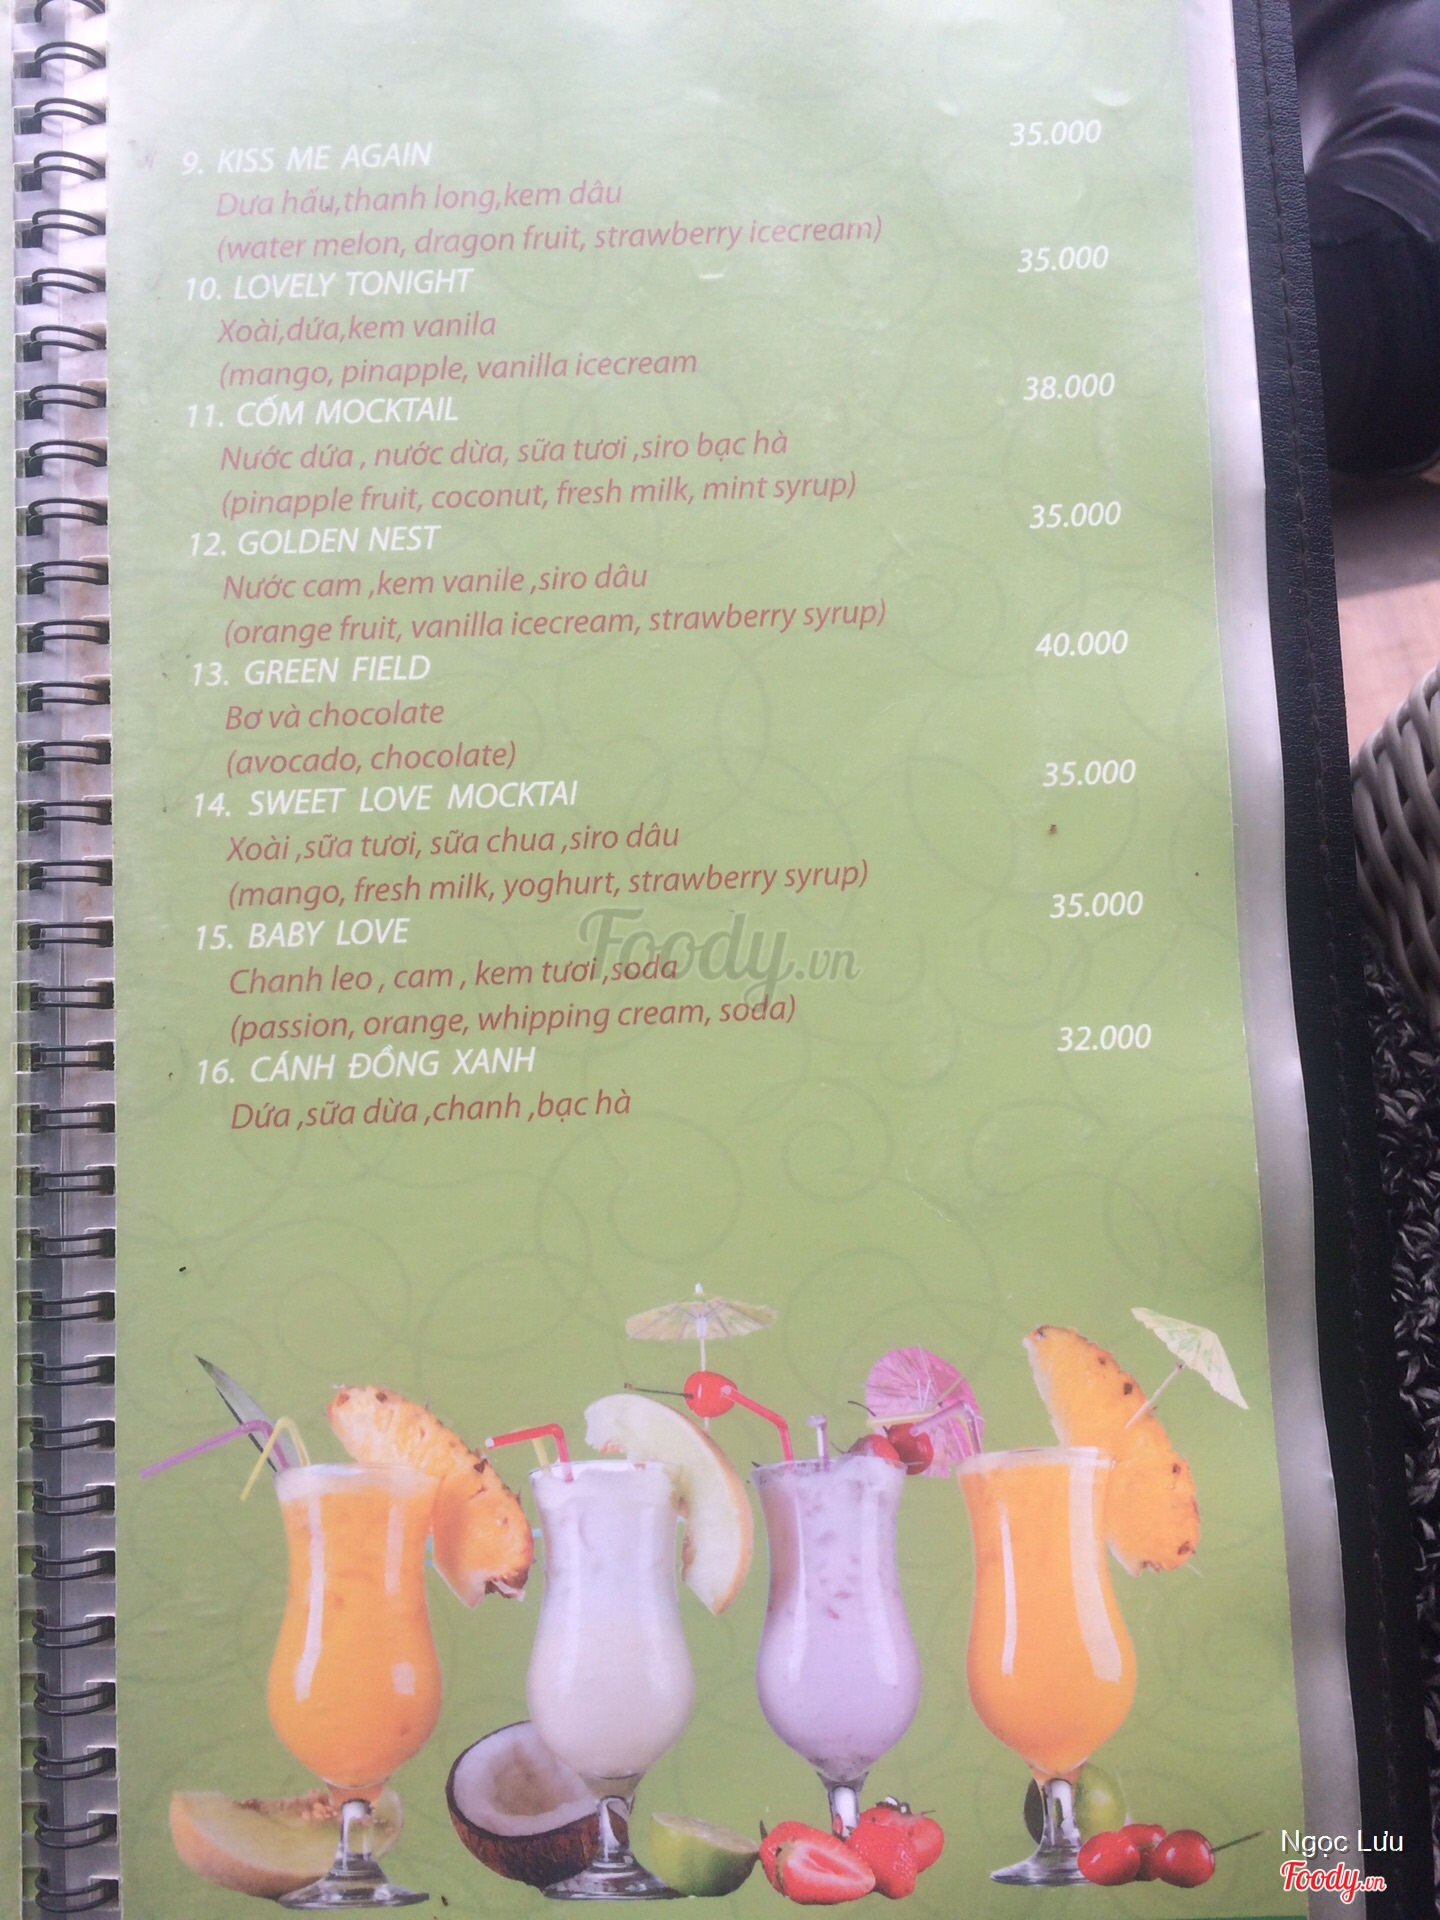 9. KISS ME AGAIN 35.000
Dưa hấu,thanh long,kem dâu
(water melon, dragon fruit, strawberry icecream)
10. LOVELY TONIGHT 35.000
Xoài,dứa,kem vanila
(mango, pinapple, vanilla icecream
11. CỐM MOCKTAIL 38.000
Nước dứa , nước dừa, sữa tươi ,siro bạc hà
(pinapple fruit, coconut, fresh milk, mint syrup)
12. GOLDEN NEST 35.000
Nước cam ,kem vanile ,siro dâu
(orange fruit, vanilla icecream, strawberry syrup)
13. GREEN FIELD 40.000
Bơ và chocolate
(avocado, chocolate)
14. SWEET LOVE MOCKTAI 35.000
Xoài ,sữa tươi, sữa chua ,siro dâu
(mango, fresh milk, yoghurt, strawberry syrup)
15. BABY LOVE 35.000
Chanh leo , cam , kem tươi ,soda
(passion, orange, whipping cream, soda)
16. CÁNH ĐỒNG XANH 32.000
Dứa ,sữa dừa ,chanh ,bạc hà
Foody.vn
Ngọc Lưu
Foody.vn